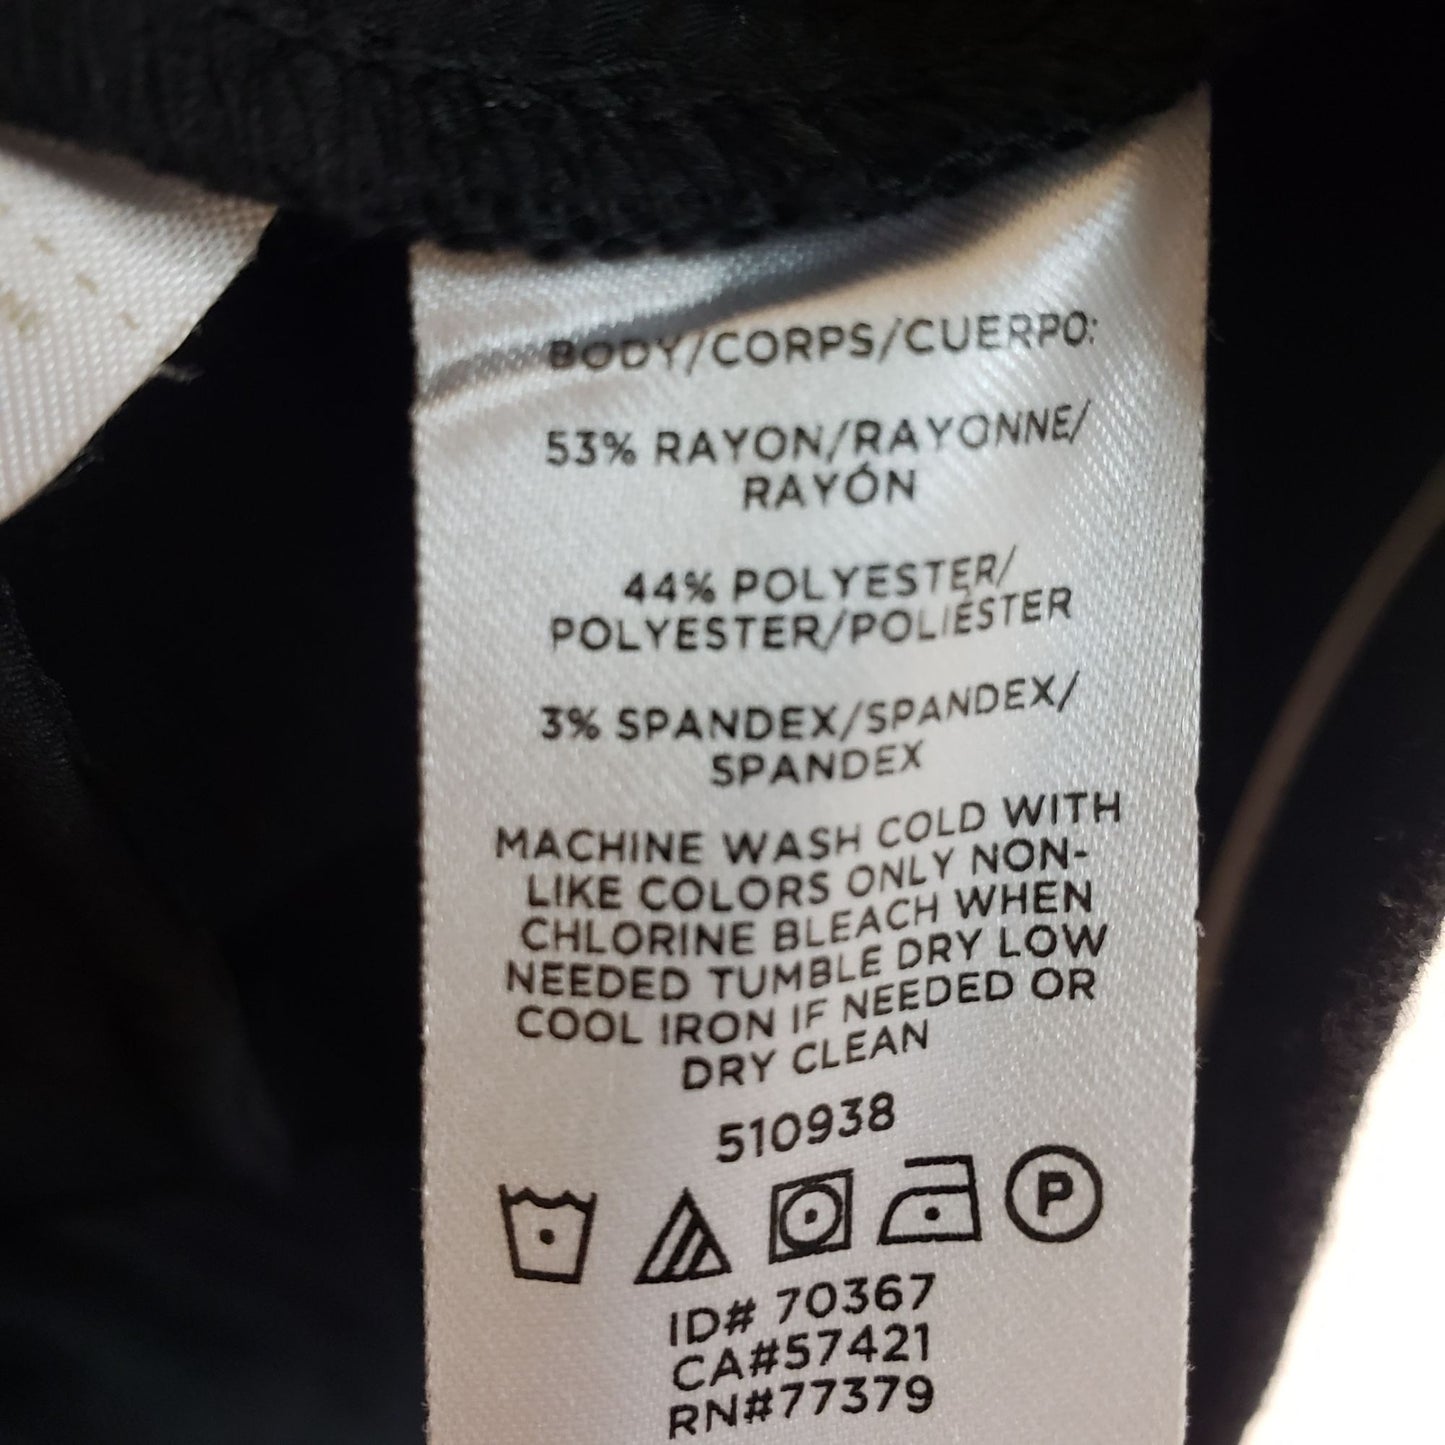 BODY/CORPS/CUERPO:
53% RAYON/RAYONNE/
RAYÓN
44% POLYESTER/
POLYESTER/POLIÉSTER
3% SPANDEX/SPANDEX/
SPANDEX
MACHINE WASH COLD WITH
LIKE COLORS ONLY NON-
CHLORINE BLEACH WHEN
NEEDED TUMBLE DRY LOW
COOL IRON IF NEEDED OR
DRY CLEAN
510938
P
ID# 70367
CA#57421
RN#77379